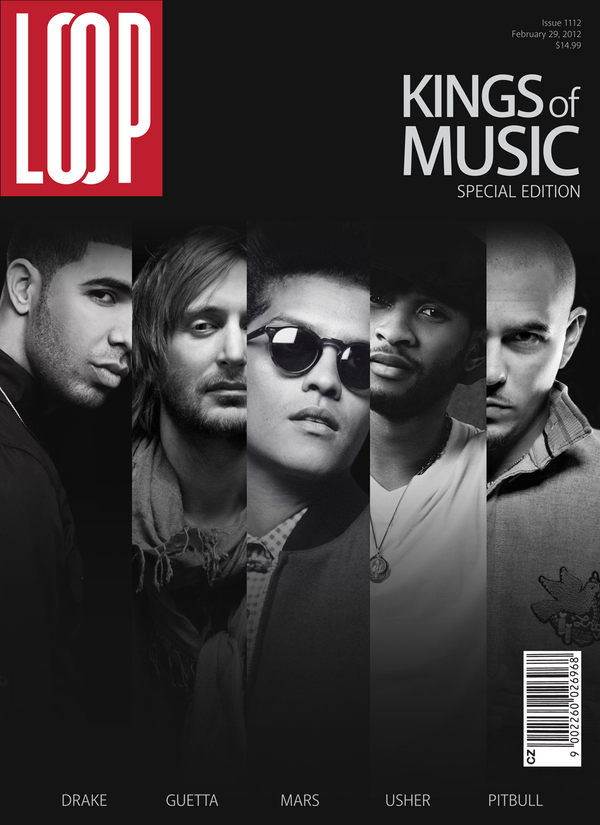 LOOP
Issue 1112
February 29, 2012
$14.99
KINGS of
MUSIC
SPECIAL EDITION
CZ
9 002260 026968
DRAKE GUETTA MARS USHER PITBULL